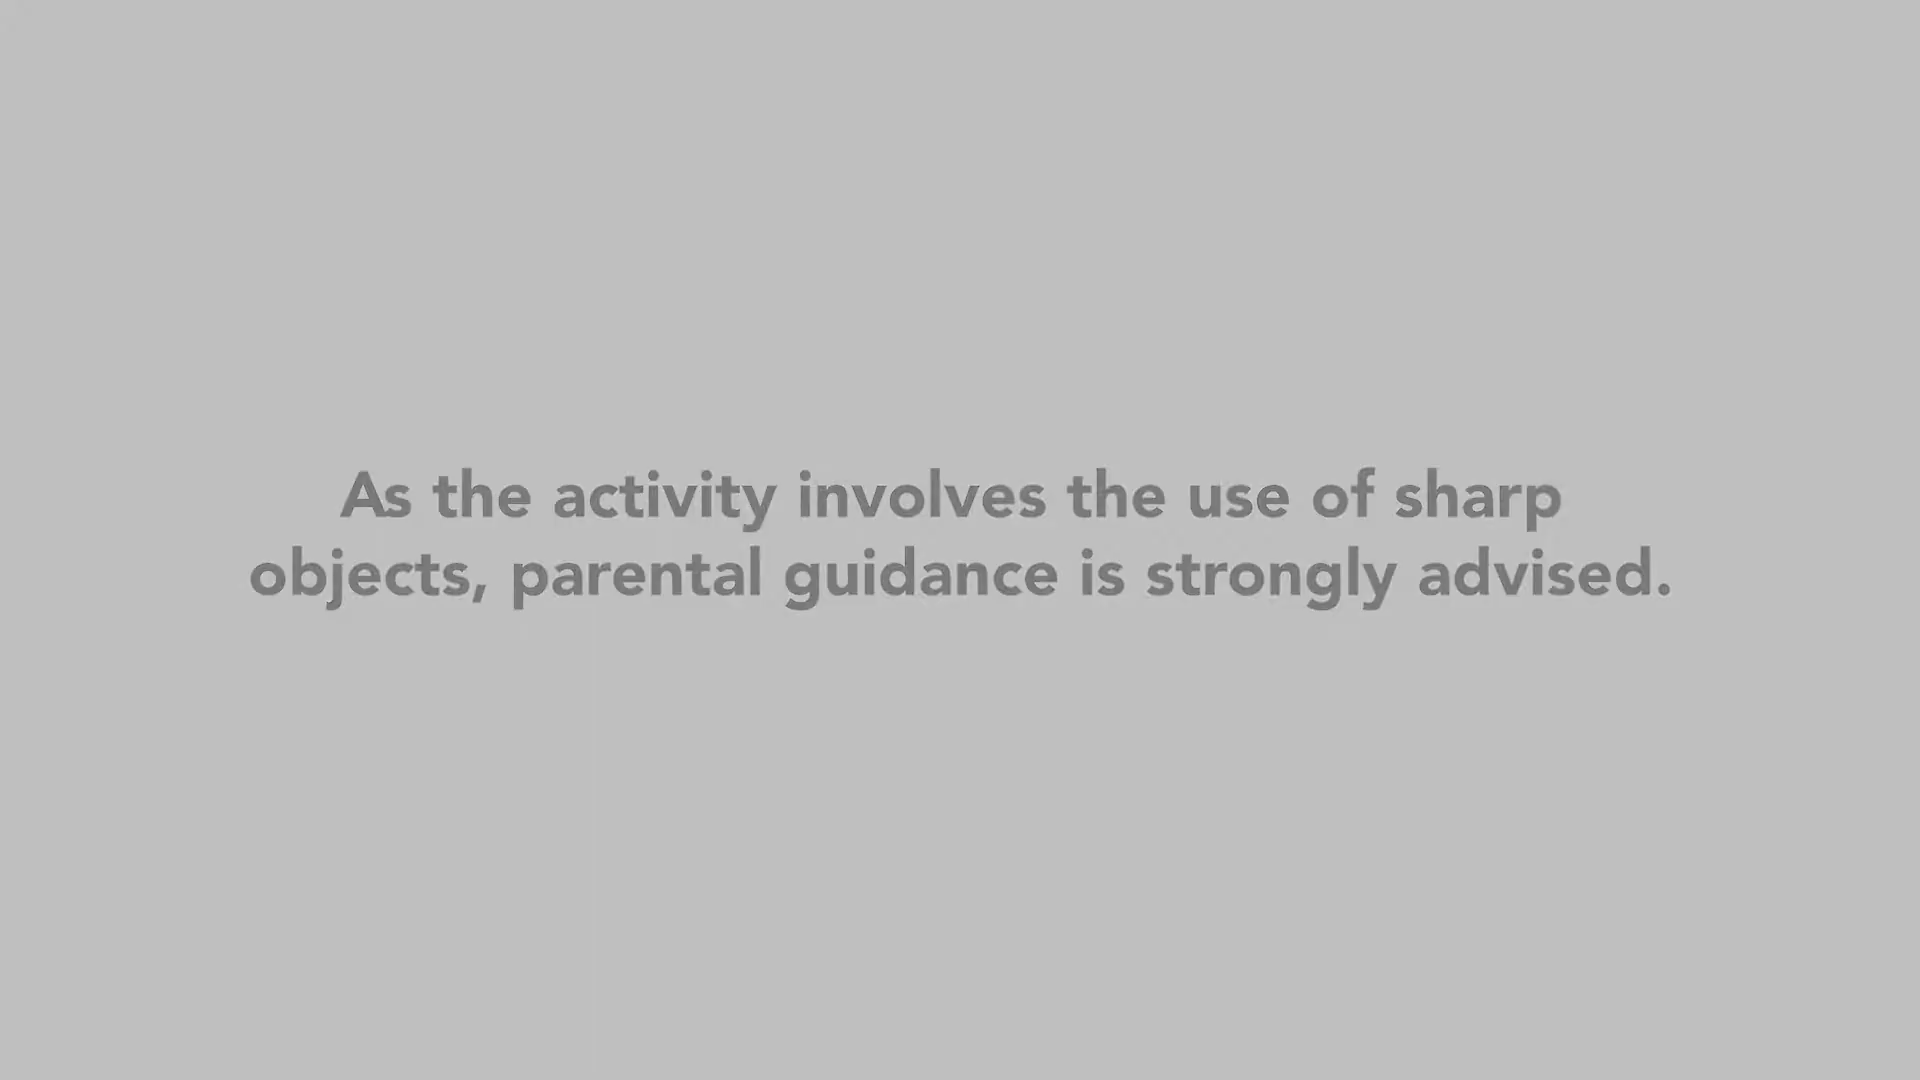 As the activity involves the use of sharp
objects, parental guidance is strongly advised.